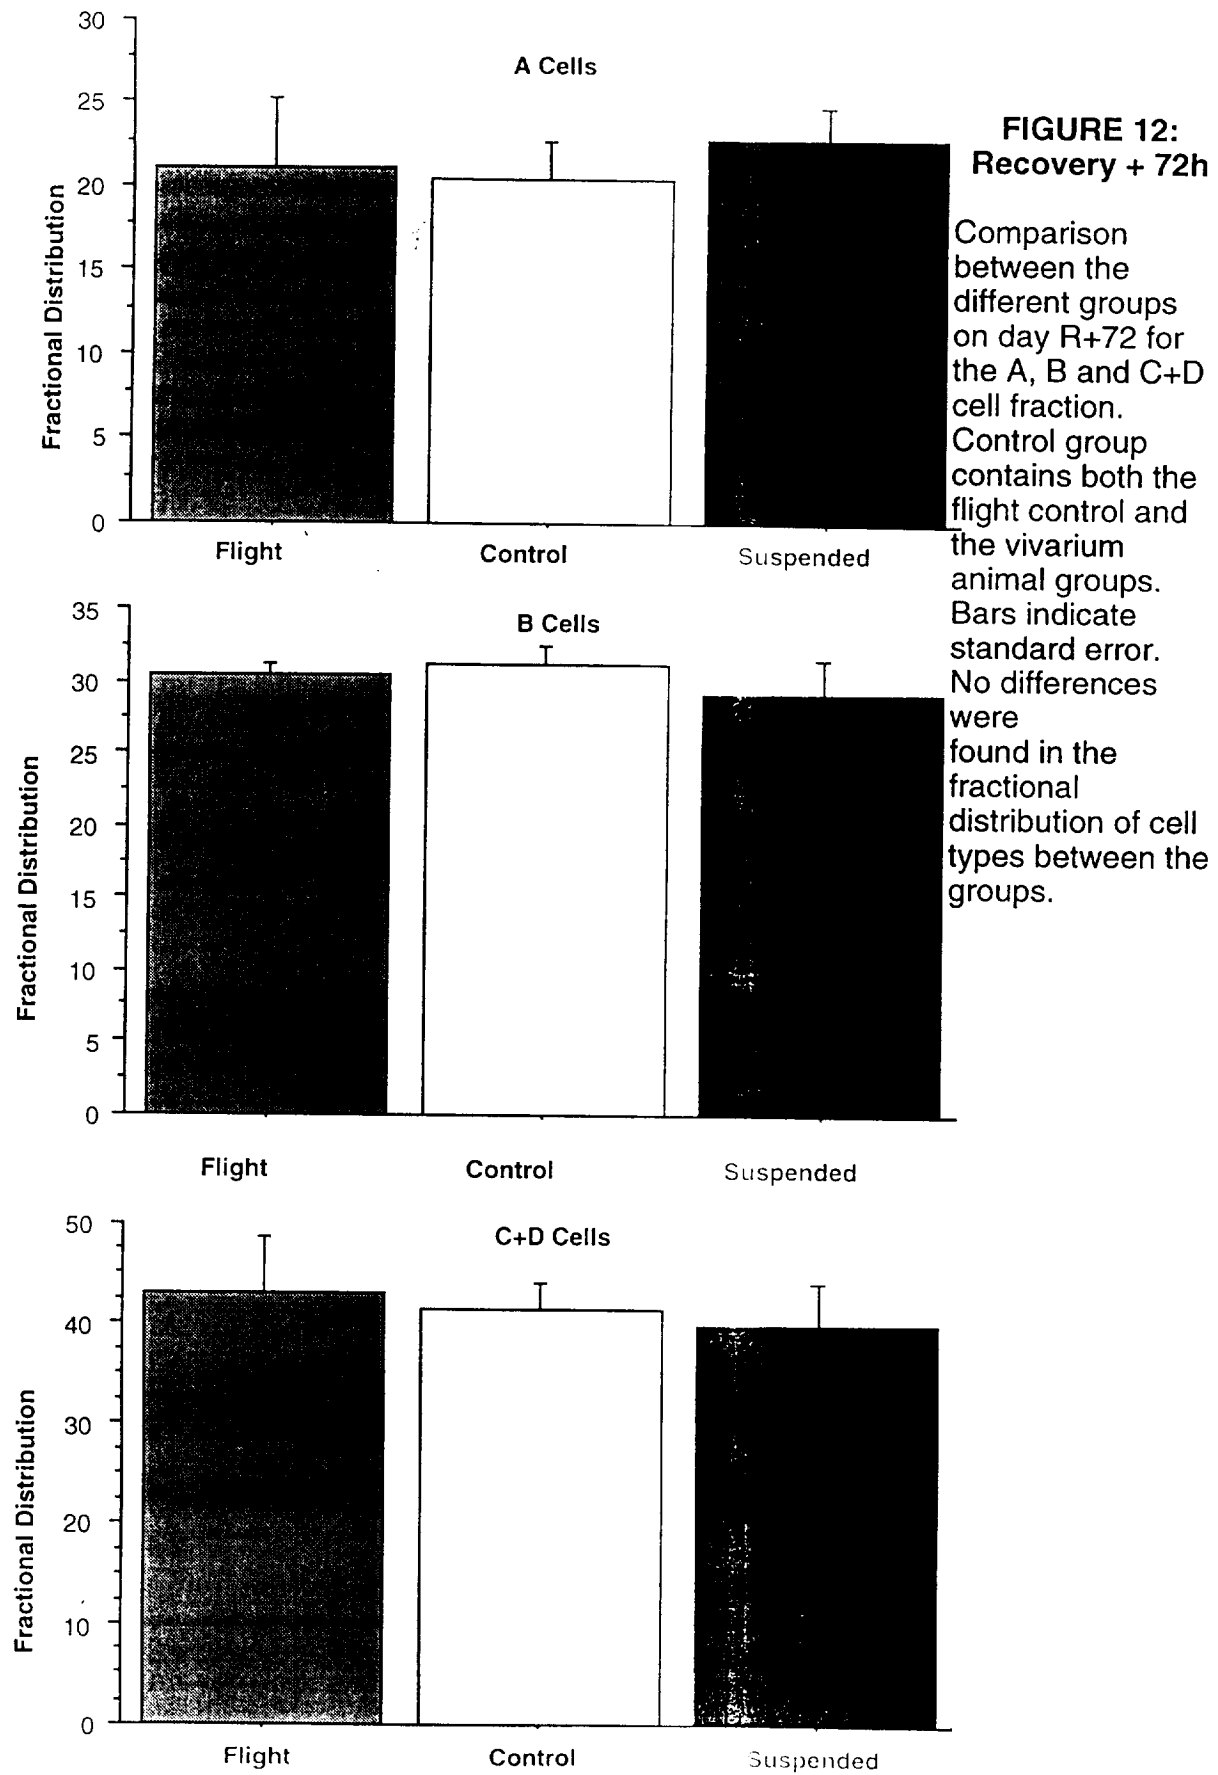 A Cells
30
25
20
15
10
5
0
Fractional Distribution
Flight
Control
Suspended
FIGURE 12:
Recovery + 72h
Comparison
between the
different groups
on day R+72 for
the A, B and C+D
cell fraction.
Control group
contains both the
flight control and
the vivarium
animal groups.
Bars indicate
standard error.
No differences
were
found in the
fractional
distribution of cell
types between the
groups.
B Cells
35
30
25
20
15
10
5
0
Fractional Distribution
Flight
Control
Suspended
C+D Cells
50
40
30
20
10
0
Fractional Distribution
Flight
Control
Suspended